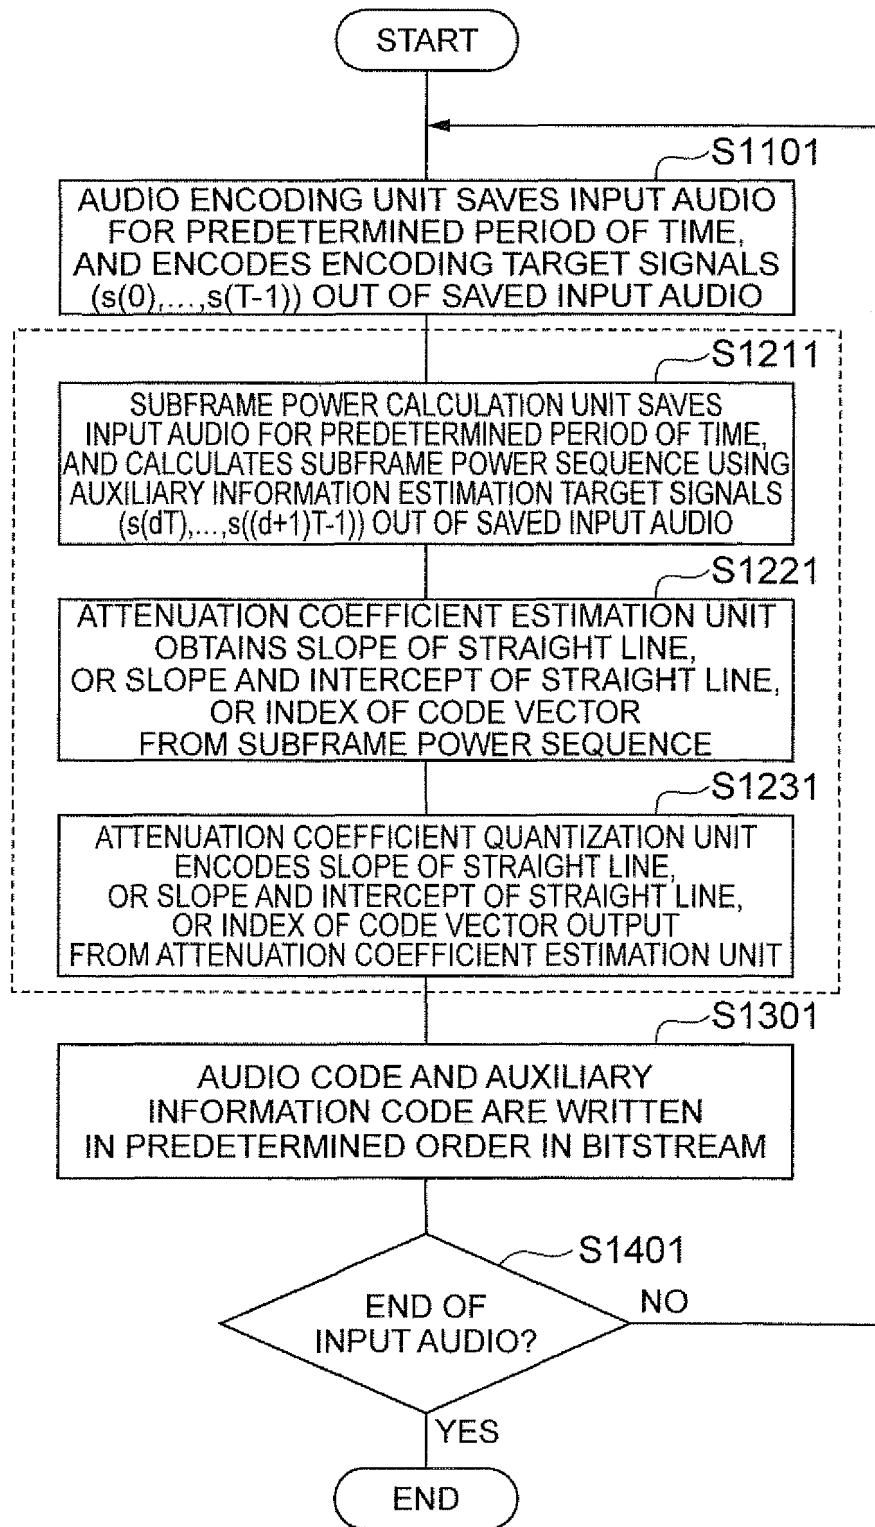 START
S1101
AUDIO ENCODING UNIT SAVES INPUT AUDIO
FOR PREDETERMINED PERIOD OF TIME,
AND ENCODES ENCODING TARGET SIGNALS
(s(0),...,s(T-1)) OUT OF SAVED INPUT AUDIO
S1211
SUBFRAME POWER CALCULATION UNIT SAVES
INPUT AUDIO FOR PREDETERMINED PERIOD OF TIME,
AND CALCULATES SUBFRAME POWER SEQUENCE USING
AUXILIARY INFORMATION ESTIMATION TARGET SIGNALS
(s(dT),...,s((d+1)T-1)) OUT OF SAVED INPUT AUDIO
S1221
ATTENUATION COEFFICIENT ESTIMATION UNIT
OBTAINS SLOPE OF STRAIGHT LINE,
OR SLOPE AND INTERCEPT OF STRAIGHT LINE,
OR INDEX OF CODE VECTOR
FROM SUBFRAME POWER SEQUENCE
S1231
ATTENUATION COEFFICIENT QUANTIZATION UNIT
ENCODES SLOPE OF STRAIGHT LINE,
OR SLOPE AND INTERCEPT OF STRAIGHT LINE,
OR INDEX OF CODE VECTOR OUTPUT
FROM ATTENUATION COEFFICIENT ESTIMATION UNIT
S1301
AUDIO CODE AND AUXILIARY
INFORMATION CODE ARE WRITTEN
IN PREDETERMINED ORDER IN BITSTREAM
S1401
END OF
INPUT AUDIO?
NO
YES
END